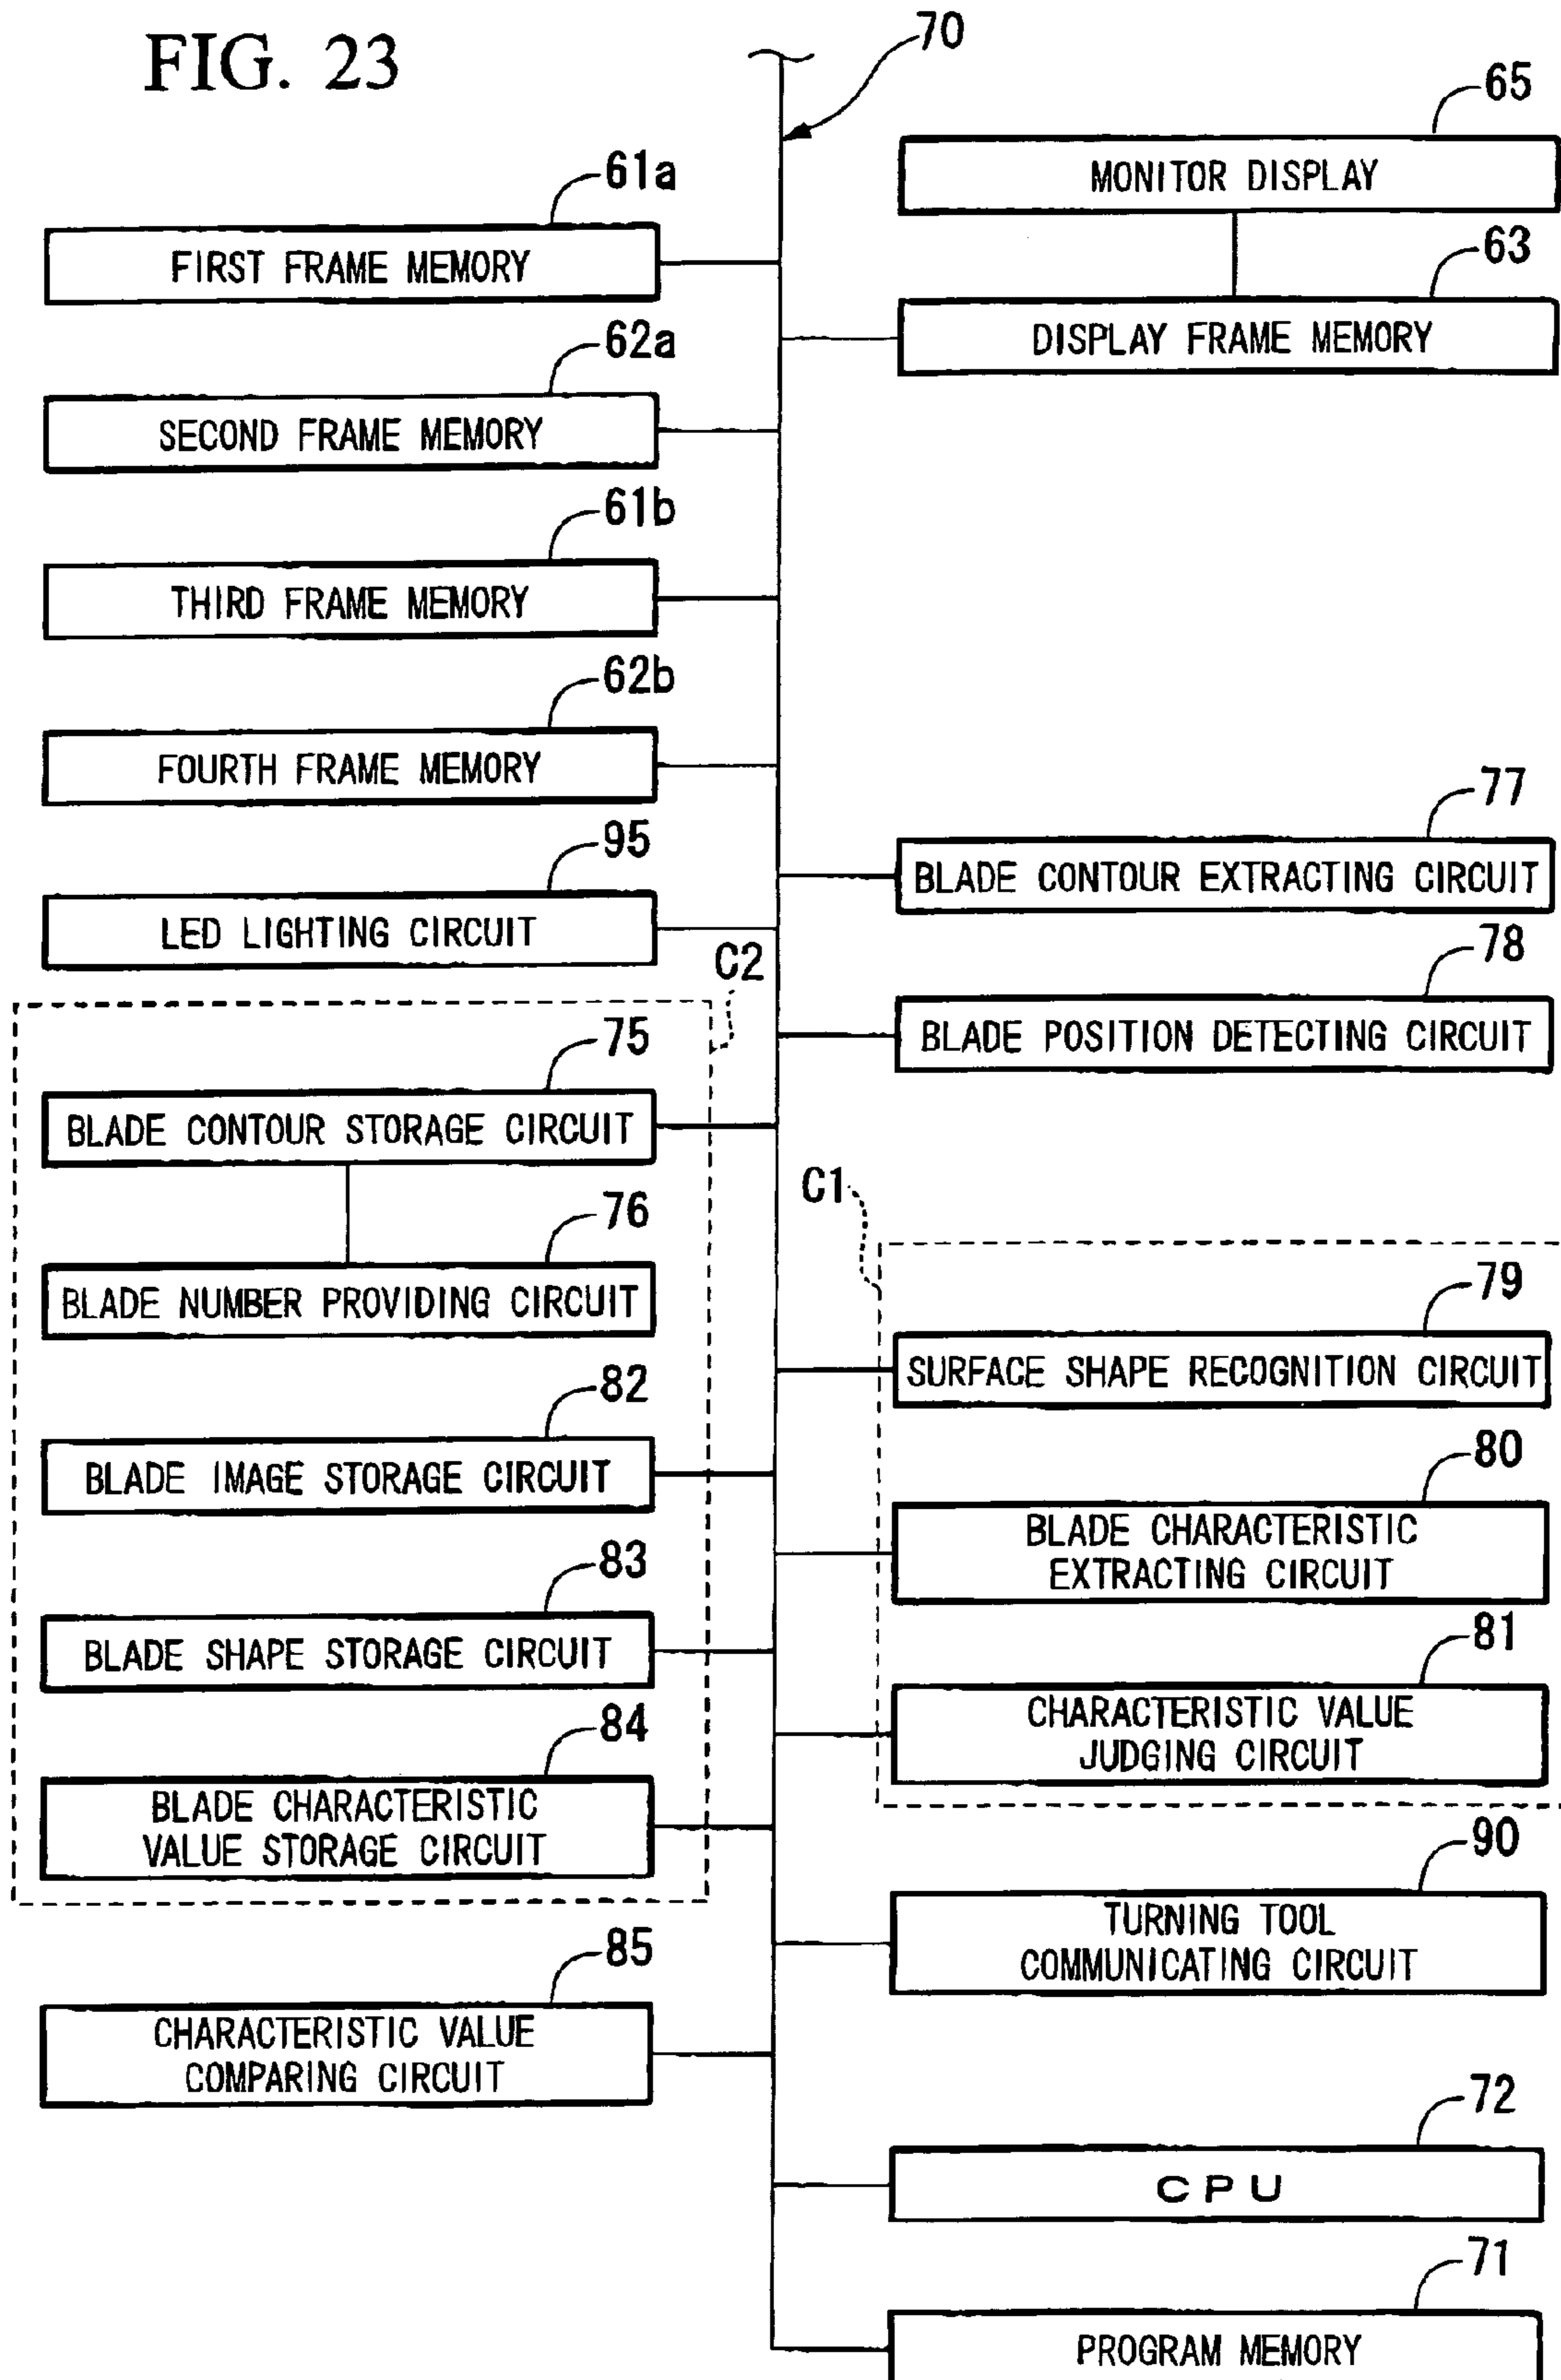 FIG. 23
70
65
MONITOR DISPLAY
61a
FIRST FRAME MEMORY
63
DISPLAY FRAME MEMORY
62a
SECOND FRAME MEMORY
61b
THIRD FRAME MEMORY
62b
FOURTH FRAME MEMORY
77
BLADE CONTOUR EXTRACTING CIRCUIT
95
LED LIGHTING CIRCUIT
C2
78
BLADE POSITION DETECTING CIRCUIT
75
BLADE CONTOUR STORAGE CIRCUIT
C1
76
BLADE NUMBER PROVIDING CIRCUIT
79
SURFACE SHAPE RECOGNITION CIRCUIT
82
BLADE IMAGE STORAGE CIRCUIT
80
BLADE CHARACTERISTIC
EXTRACTING CIRCUIT
83
BLADE SHAPE STORAGE CIRCUIT
81
CHARACTERISTIC VALUE
JUDGING CIRCUIT
84
BLADE CHARACTERISTIC
VALUE STORAGE CIRCUIT
90
TURNING TOOL
COMMUNICATING CIRCUIT
85
CHARACTERISTIC VALUE
COMPARING CIRCUIT
72
CPU
71
PROGRAM MEMORY